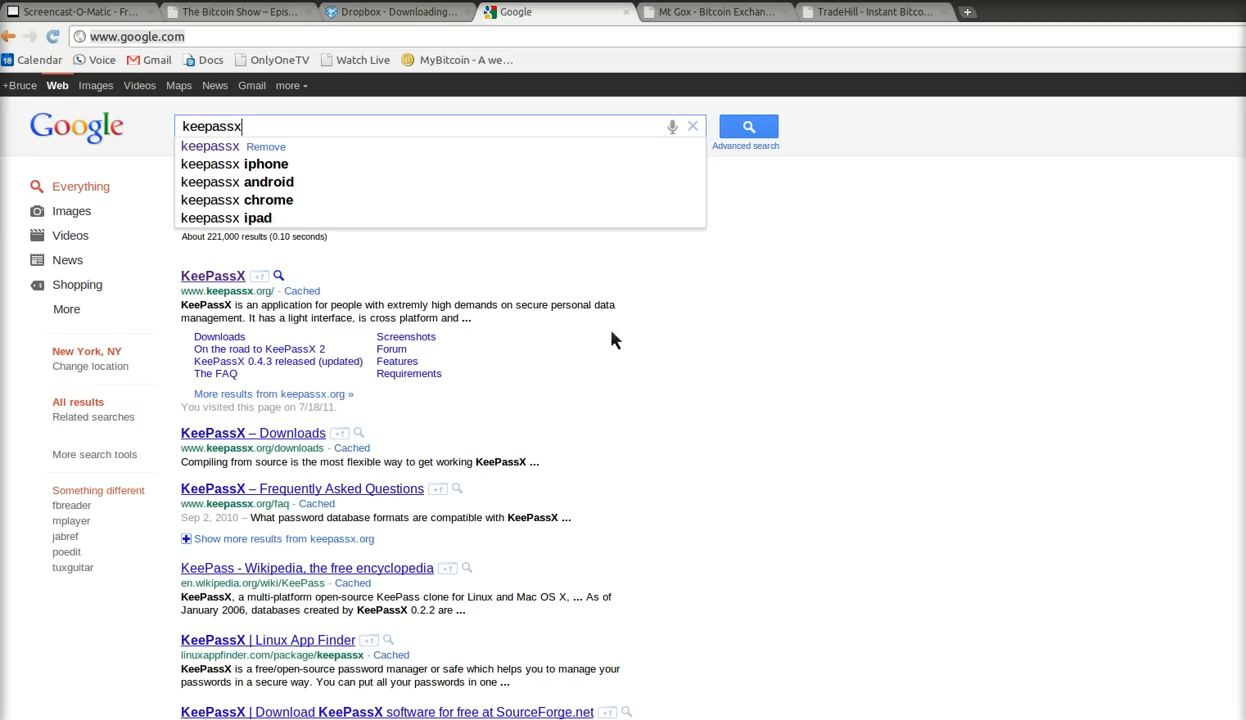 Screencast-O-Matic - Fr...
The Bitcoin Show – Epis...
Dropbox - Downloading...
Google
Mt Gox - Bitcoin Exchan...
TradeHill - Instant Bitco...
www.google.com
18 Calendar
Voice
Gmail
Docs
OnlyOneTV
Watch Live
MyBitcoin - A we...
+Bruce Web Images Videos Maps News Gmail more
Google
keepassx
Advanced search
keepassx Remove
keepassx iphone
keepassx android
keepassx chrome
keepassx ipad
About 221,000 results (0.10 seconds)
Everything
Images
Videos
News
Shopping
More
New York, NY
Change location
All results
Related searches
More search tools
Something different
fbreader
mplayer
jabref
poedit
tuxguitar
KeePassX +1
www.keepassx.org/ - Cached
KeePassX is an application for people with extremly high demands on secure personal data
management. It has a light interface, is cross platform and ...
Downloads
On the road to KeePassX 2
KeePassX 0.4.3 released (updated)
The FAQ
Screenshots
Forum
Features
Requirements
More results from keepassx.org »
You visited this page on 7/18/11.
KeePassX – Downloads +1
www.keepassx.org/downloads - Cached
Compiling from source is the most flexible way to get working KeePassX ...
KeePassX – Frequently Asked Questions +1
www.keepassx.org/faq - Cached
Sep 2, 2010 – What password database formats are compatible with KeePassX ...
Show more results from keepassx.org
KeePass - Wikipedia, the free encyclopedia +1
en.wikipedia.org/wiki/KeePass - Cached
KeePassX, a multi-platform open-source KeePass clone for Linux and Mac OS X, ... As of
January 2006, databases created by KeePassX 0.2.2 are ...
KeePassX | Linux App Finder +1
linuxappfinder.com/package/keepassx - Cached
KeePassX is a free/open-source password manager or safe which helps you to manage your
passwords in a secure way. You can put all your passwords in one ...
KeePassX | Download KeePassX software for free at SourceForge.net +1